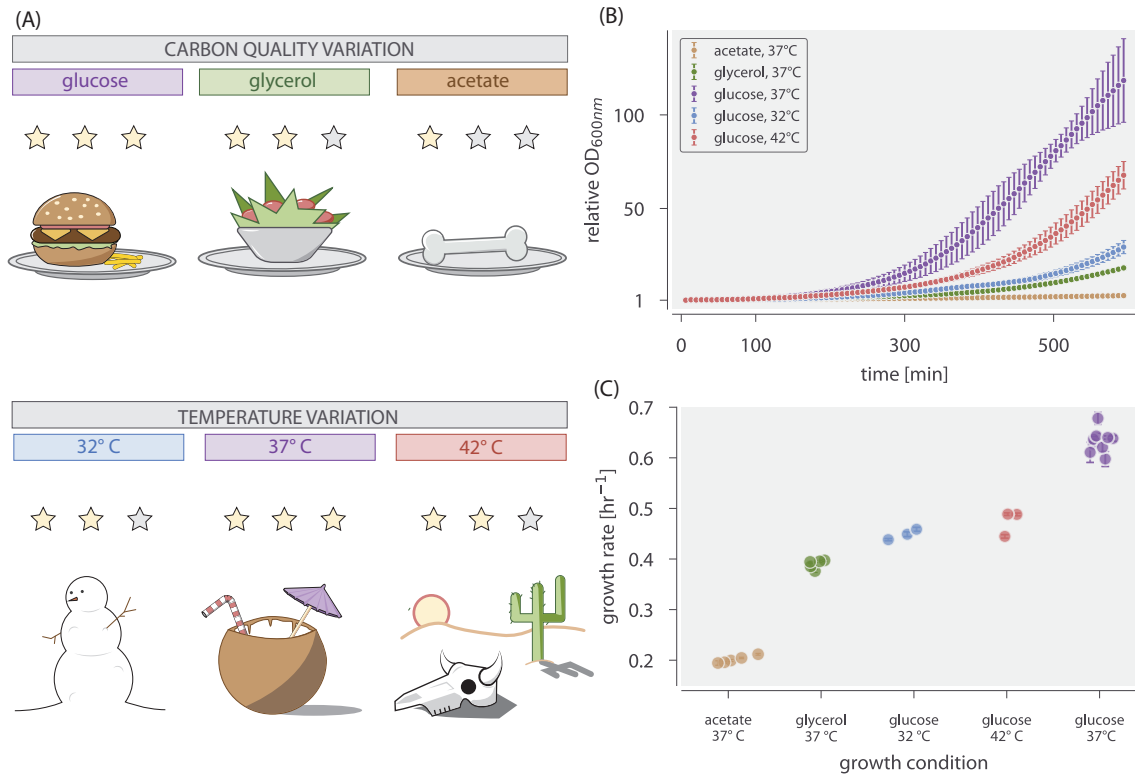 (A)
CARBON QUALITY VARIATION
glucose
glycerol
acetate
TEMPERATURE VARIATION
32° C
37° C
42° C
(B)
acetate, 37°C
glycerol, 37°C
glucose, 37°C
glucose, 32°C
glucose, 42°C
relative OD600nm
100
50
1
0
100
300
500
time [min]
(C)
growth rate [hr⁻¹]
0.7
0.6
0.5
0.4
0.3
0.2
acetate
37° C
glycerol
37° C
glucose
32° C
glucose
42° C
glucose
37°C
growth condition